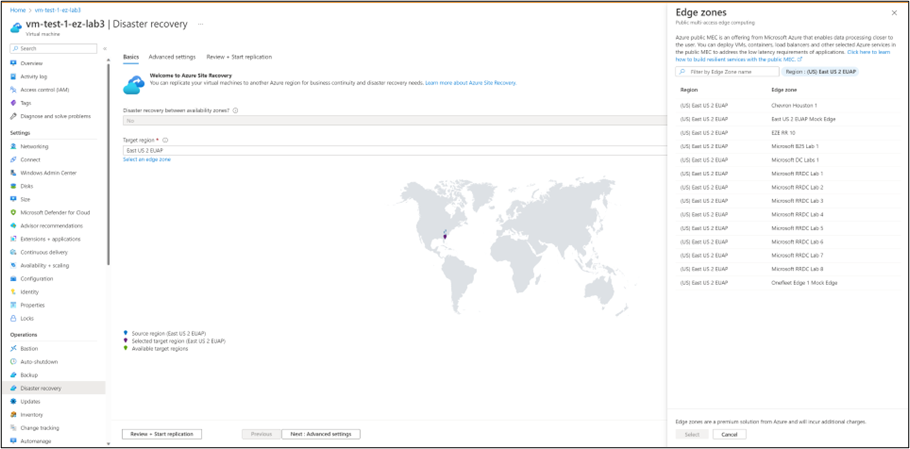 Home > vm-test-1-ez-lab3
vm-test-1-ez-lab3 | Disaster recovery ...
Virtual machine
Search
Overview
Activity log
Access control (IAM)
Tags
Diagnose and solve problems
Settings
Networking
Connect
Windows Admin Center
Disks
Size
Microsoft Defender for Cloud
Advisor recommendations
Extensions + applications
Continuous delivery
Availability + scaling
Configuration
Identity
Properties
Locks
Operations
Bastion
Auto-shutdown
Backup
Disaster recovery
Updates
Inventory
Change tracking
Automanage
Basics Advanced settings Review + Start replication
Welcome to Azure Site Recovery
You can replicate your virtual machines to another Azure region for business continuity and disaster recovery needs. Learn more about Azure Site Recovery.
Disaster recovery between availability zones?
No
Target region *
East US 2 EUAP
Select an edge zone
Source region (East US 2 EUAP)
Selected target region (East US 2 EUAP)
Available target regions
Review + Start replication Previous Next : Advanced settings
Edge zones
Public multi-access edge computing
Azure public MEC is an offering from Microsoft Azure that enables data processing closer
to the user. You can deploy VMs, containers, load balancers and other selected Azure services in
the public MEC to address the low latency requirements of applications. Click here to learn
how to build resilient services with the public MEC.
Filter by Edge Zone name Region : (US) East US 2 EUAP
Region Edge zone
(US) East US 2 EUAP Chevron Houston 1
(US) East US 2 EUAP East US 2 EUAP Mock Edge
(US) East US 2 EUAP EZE RR 10
(US) East US 2 EUAP Microsoft B25 Lab 1
(US) East US 2 EUAP Microsoft DC Labs 1
(US) East US 2 EUAP Microsoft RRDC Lab 1
(US) East US 2 EUAP Microsoft RRDC Lab 2
(US) East US 2 EUAP Microsoft RRDC Lab 3
(US) East US 2 EUAP Microsoft RRDC Lab 4
(US) East US 2 EUAP Microsoft RRDC Lab 5
(US) East US 2 EUAP Microsoft RRDC Lab 6
(US) East US 2 EUAP Microsoft RRDC Lab 7
(US) East US 2 EUAP Microsoft RRDC Lab 8
(US) East US 2 EUAP Onefleet Edge 1 Mock Edge
Edge zones are a premium solution from Azure and will incur additional charges.
Select Cancel